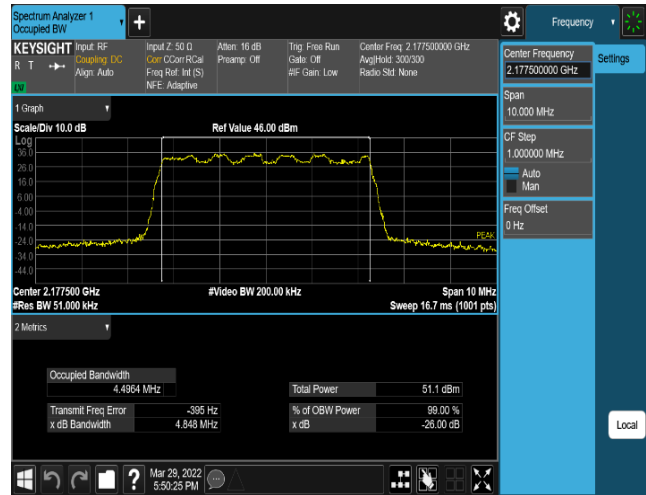 Spectrum Analyzer 1
Occupied BW
Frequency
KEYSIGHT
R T
LXI
Input: RF
Coupling: DC
Align: Auto
Input Z: 50 Ω
Corr CCorr RCal
Freq Ref: Int (S)
NFE: Adaptive
Atten: 16 dB
Preamp: Off
Trig: Free Run
Gate: Off
#IF Gain: Low
Center Freq: 2.177500000 GHz
Avg|Hold: 300/300
Radio Std: None
1 Graph
Scale/Div 10.0 dB
Ref Value 46.00 dBm
Log
36.0
26.0
16.0
6.00
-4.00
-14.0
-24.0
-34.0
-44.0
PEAK
Center 2.177500 GHz
#Video BW 200.00 kHz
Span 10 MHz
#Res BW 51.000 kHz
Sweep 16.7 ms (1001 pts)
2 Metrics
Occupied Bandwidth
4.4964 MHz
Total Power 51.1 dBm
Transmit Freq Error -395 Hz
% of OBW Power 99.00 %
x dB Bandwidth 4.848 MHz
x dB -26.00 dB
Center Frequency
2.177500000 GHz
Settings
Span
10.000 MHz
CF Step
1.000000 MHz
Auto
Man
Freq Offset
0 Hz
Local
?
Mar 29, 2022
5:50:25 PM